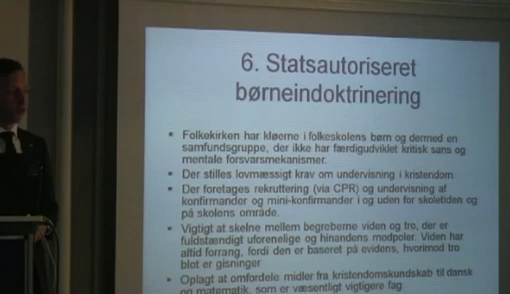 6. Statsautoriseret
børneindoktrinering
Folkekirken har kløerne i folkeskolens børn og dermed en
samfundsgruppe, der ikke har færdigudviklet kritisk sans og
mentale forsvarsmekanismer.
Der stilles lovmæssigt krav om undervisning i kristendom
Der foretages rekruttering (via CPR) og undervisning af
konfirmander og mini-konfirmander i og uden for skoletiden og
på skolens område.
Vigtigt at skelne mellem begreberne viden og tro, der er
fuldstændigt uforenelige og hinandens modpoler. Viden har
altid forrang, fordi den er baseret på evidens, hvorimod tro
blot er gisninger
Oplagt at omfordele midler fra kristendomskundskab til dansk
og matematik, som er væsentligt vigtigere fag